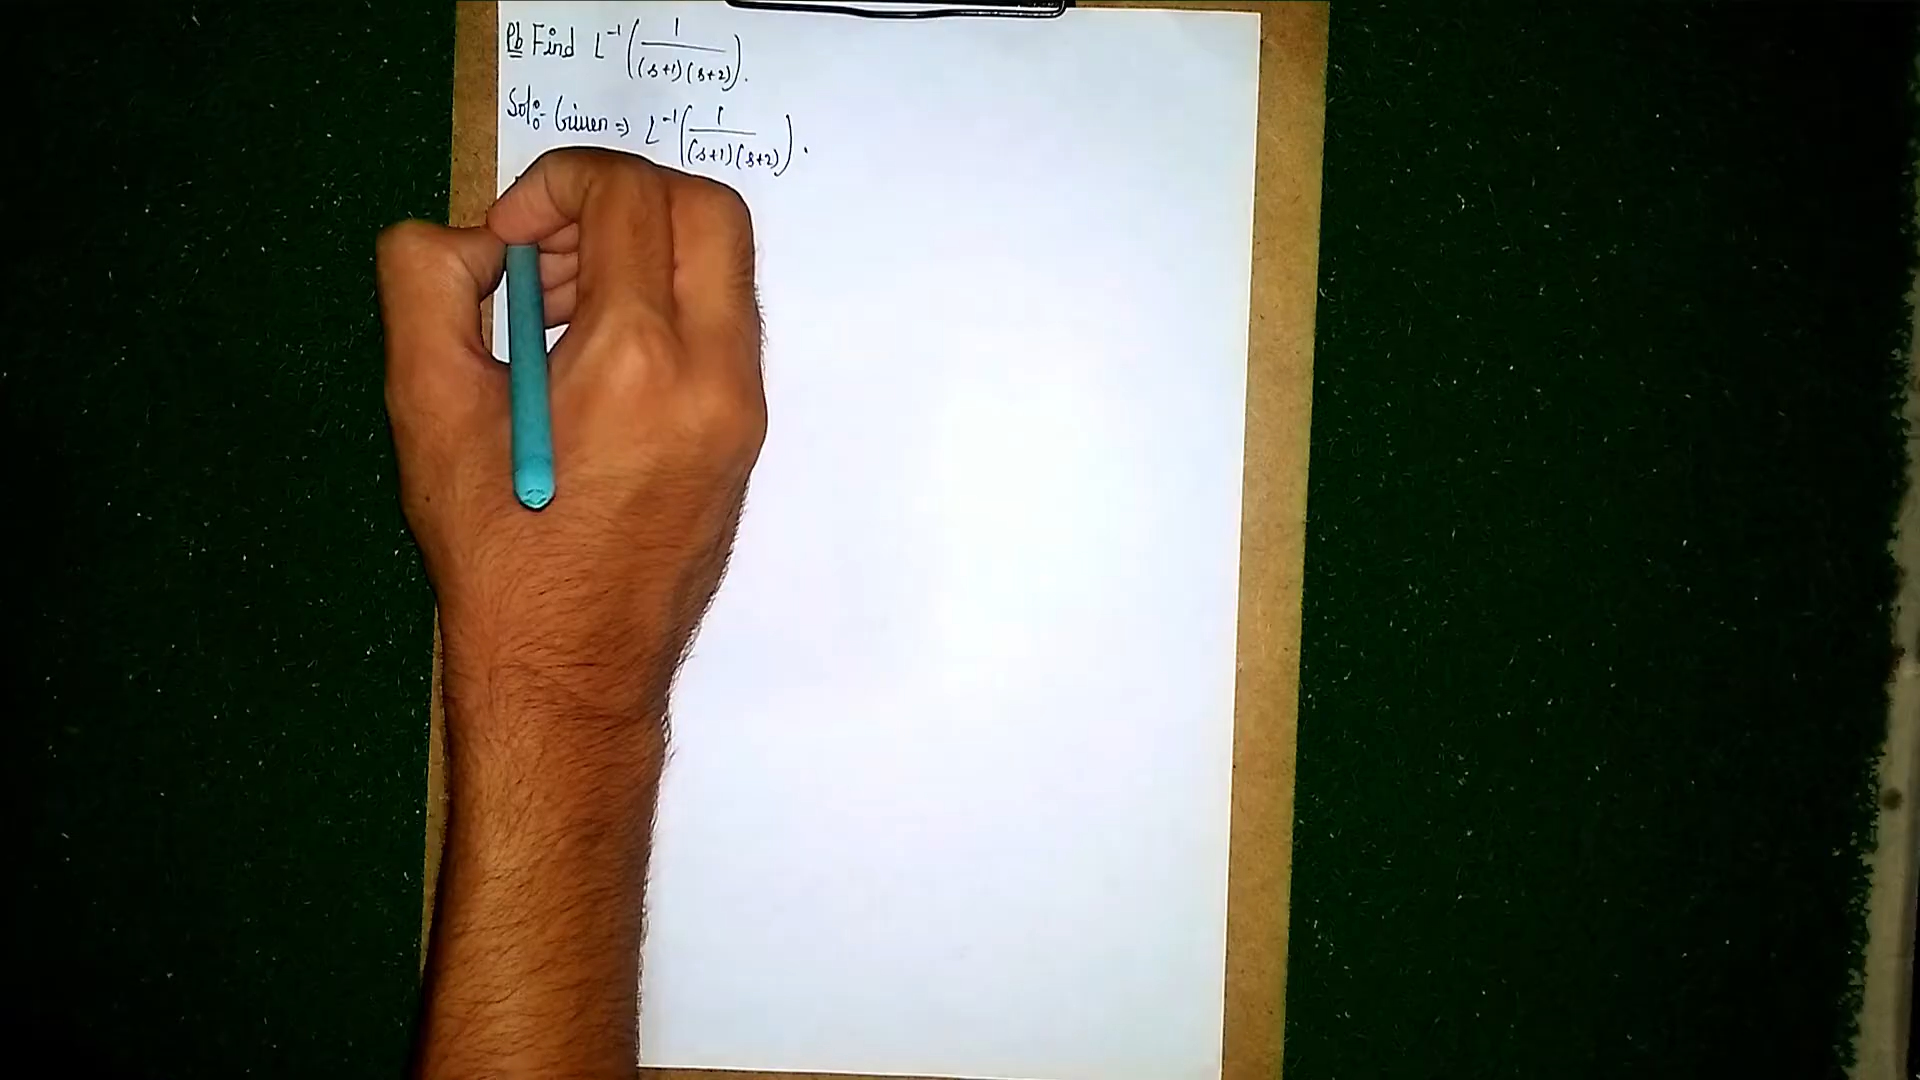 Pb Find L⁻¹(1/((s+1)(s+2))).
Sol:- Given ⇒ L⁻¹(1/((s+1)(s+2))).